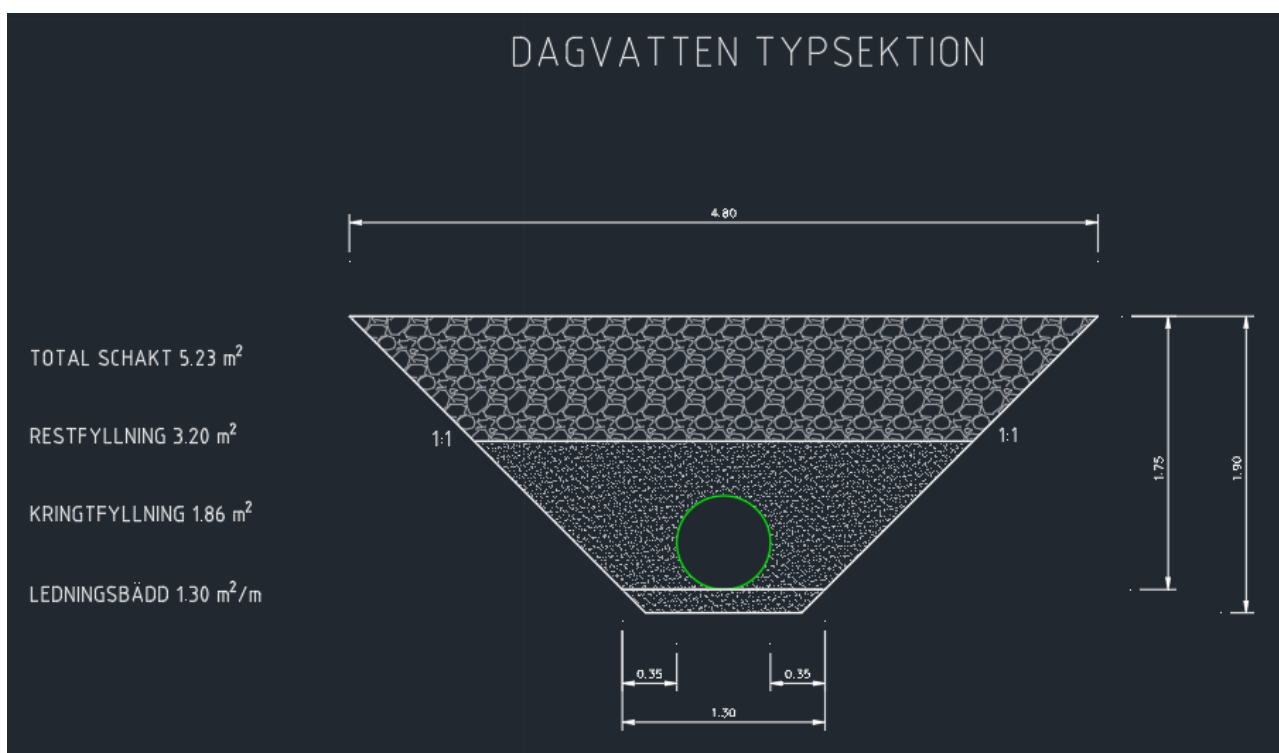 DAGVATTEN TYPSEKTION
4.80
TOTAL SCHAKT 5.23 m²
RESTFYLLNING 3.20 m²
1:1
1:1
1.75
1.90
KRINGTFYLLNING 1.86 m²
LEDNINGSBÄDD 1.30 m²/m
0.35
0.35
1.30